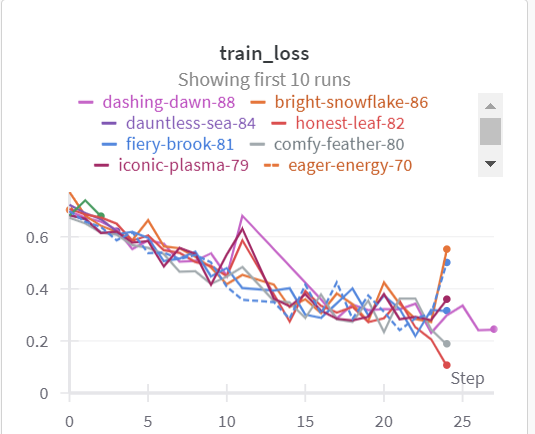 train_loss
Showing first 10 runs
dashing-dawn-88 bright-snowflake-86
dauntless-sea-84 honest-leaf-82
fiery-brook-81 comfy-feather-80
iconic-plasma-79 eager-energy-70
0.6
0.4
0.2
Step
0
0 5 10 15 20 25